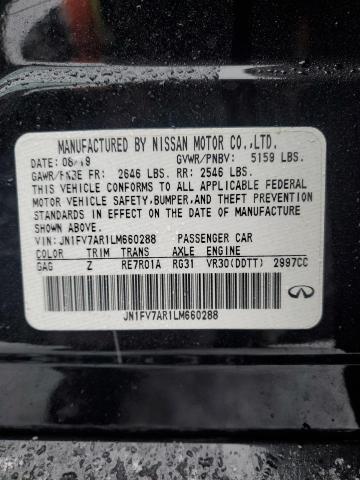 MANUFACTURED BY NISSAN MOTOR CO.,LTD.
DATE: 08/19 GVWR/PNBV: 5159 LBS.
GAWR/PNBE FR: 2646 LBS. RR: 2546 LBS.
THIS VEHICLE CONFORMS TO ALL APPLICABLE FEDERAL
MOTOR VEHICLE SAFETY,BUMPER,AND THEFT PREVENTION
STANDARDS IN EFFECT ON THE DATE OF MANUFACTURE
SHOWN ABOVE.
VIN: JN1FV7AR1LM660288 PASSENGER CAR
COLOR TRIM TRANS AXLE ENGINE
GAG Z RE7R01A RG31 VR30(DDTT) 2997CC
JN1FV7AR1LM660288